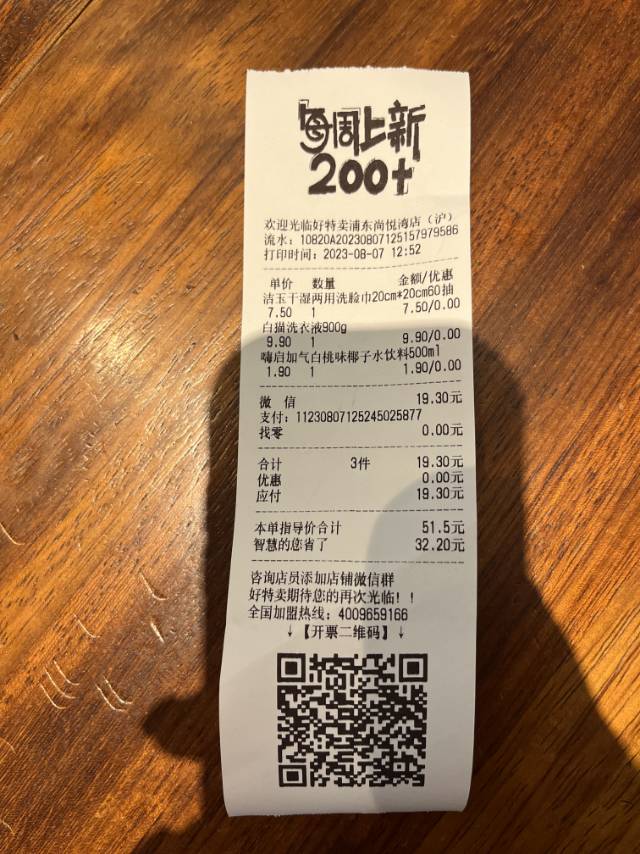 每周上新
200+
欢迎光临好特卖浦东尚悦湾店（沪）
流水：10820A20230807125157979586
打印时间：2023-08-07 12:52
单价 数量 金额/优惠
洁玉干湿两用洗脸巾20cm*20cm60抽
7.50 1 7.50/0.00
白猫洗衣液900g
9.90 1 9.90/0.00
嗨启加气白桃味椰子水饮料500ml
1.90 1 1.90/0.00
微 信 19.30元
支付：11230807125245025877
找零 0.00元
合计 3件 19.30元
优惠 0.00元
应付 19.30元
本单指导价合计 51.5元
智慧的您省了 32.20元
咨询店员添加店铺微信群
好特卖期待您的再次光临！！
全国加盟热线：4009659166
↓【开票二维码】↓